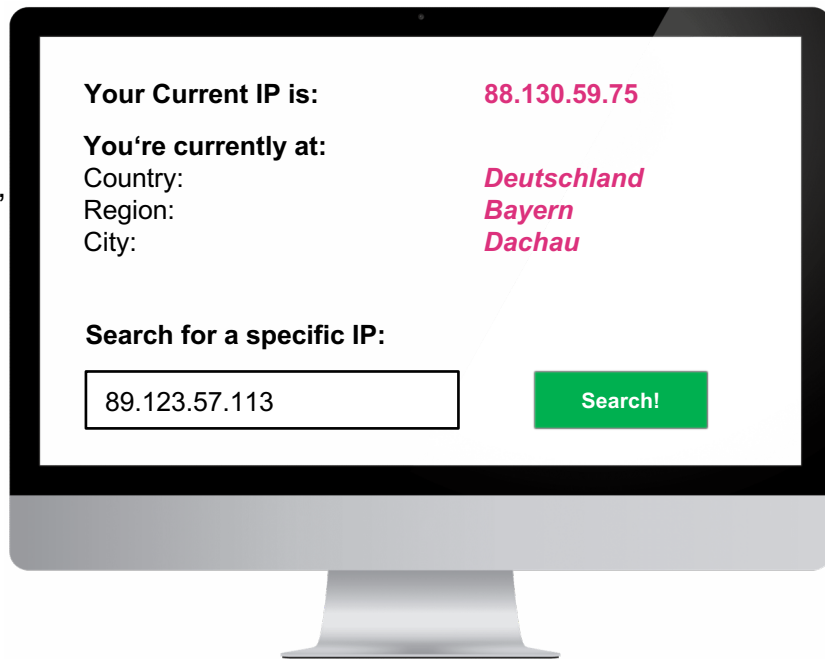 Your Current IP is: 88.130.59.75
You‘re currently at:
Country: Deutschland
Region: Bayern
City: Dachau
Search for a specific IP:
89.123.57.113 Search!